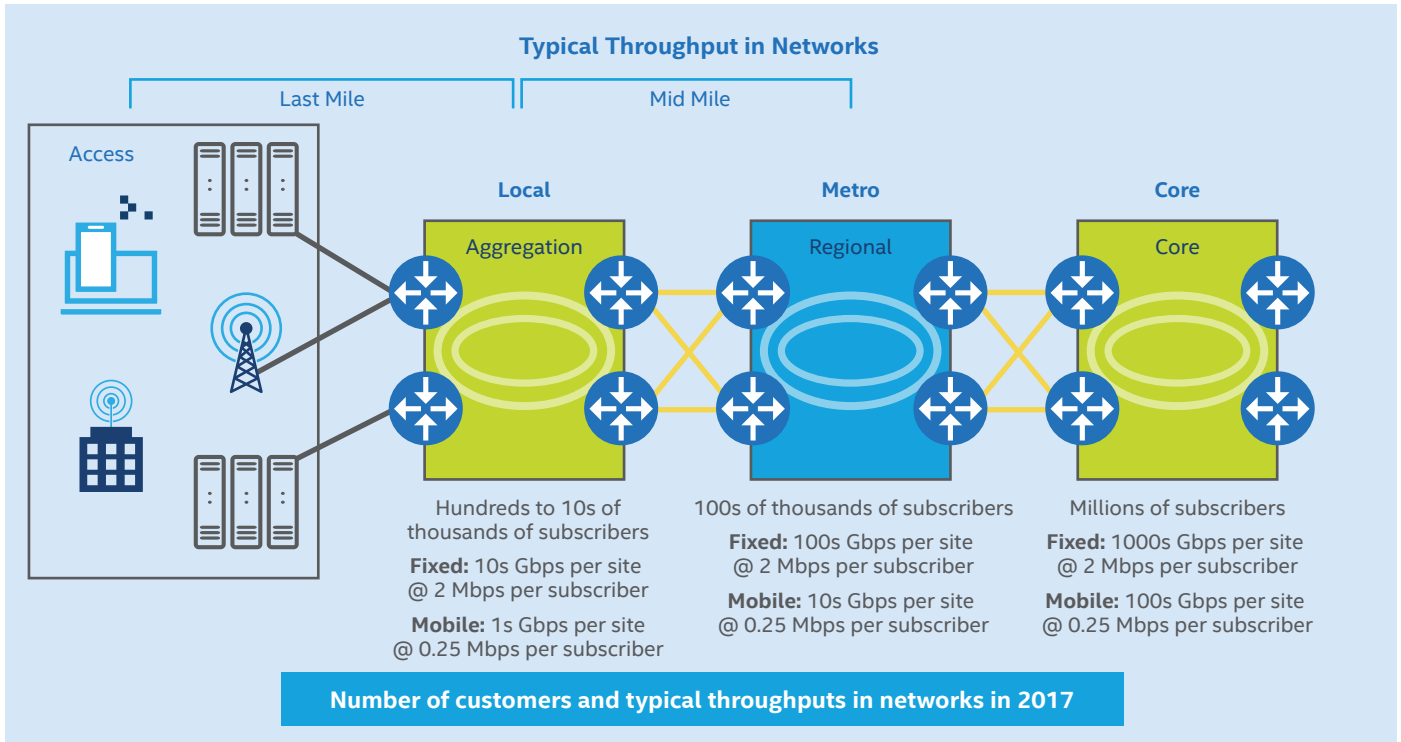 Typical Throughput in Networks
Last Mile
Mid Mile
Access
Local
Metro
Core
Aggregation
Regional
Core
Hundreds to 10s of
thousands of subscribers
Fixed: 10s Gbps per site
@ 2 Mbps per subscriber
Mobile: 1s Gbps per site
@ 0.25 Mbps per subscriber
100s of thousands of subscribers
Fixed: 100s Gbps per site
@ 2 Mbps per subscriber
Mobile: 10s Gbps per site
@ 0.25 Mbps per subscriber
Millions of subscribers
Fixed: 1000s Gbps per site
@ 2 Mbps per subscriber
Mobile: 100s Gbps per site
@ 0.25 Mbps per subscriber
Number of customers and typical throughputs in networks in 2017